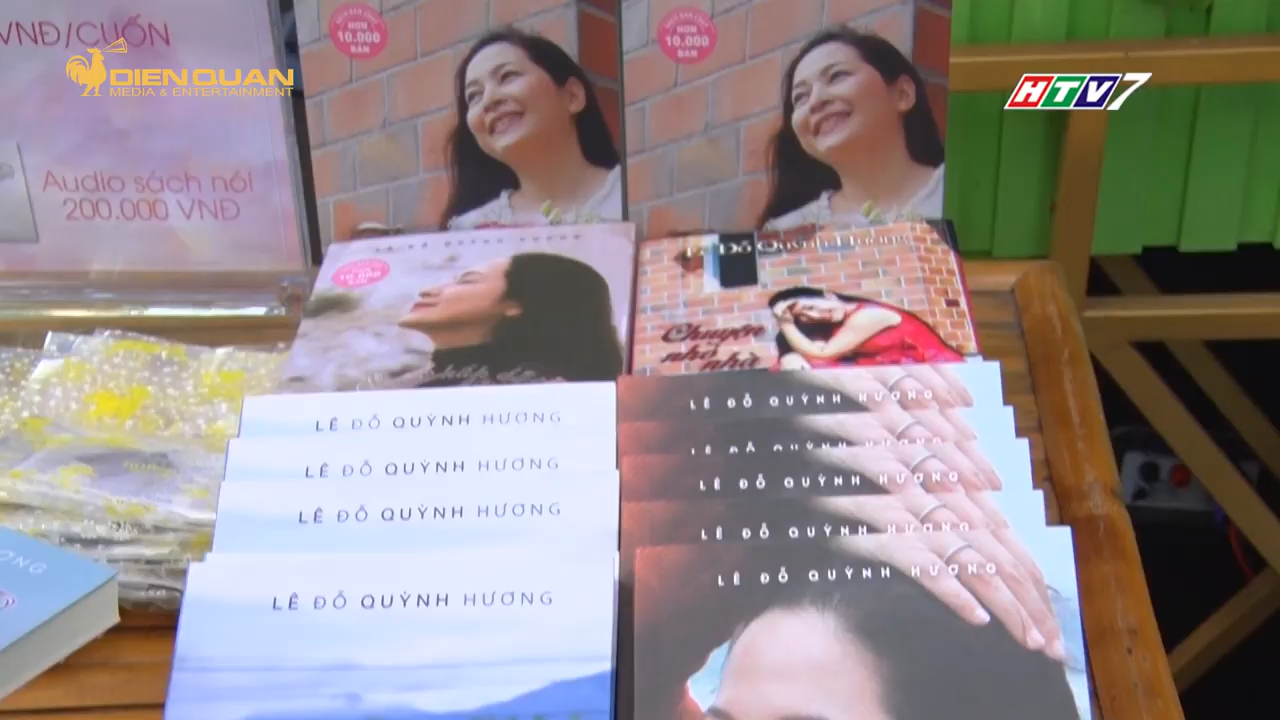 VNĐ/CUỐN
Audio sách nói
200.000 VNĐ
ĐIEN QUAN
MEDIA & ENTERTAINMENT
HTV7
HƠN
10.000
BẢN
HƠN
10.000
BẢN
10.000
Lê Đỗ Quỳnh Hương
Chuyện
nhỏ
nhà
LÊ ĐỖ QUỲNH HƯƠNG
LÊ ĐỖ QUỲNH HƯƠNG
LÊ ĐỖ QUỲNH HƯƠNG
LÊ ĐỖ QUỲNH HƯƠNG
LÊ ĐỖ QUỲNH HƯƠNG
LÊ ĐỖ QUỲNH HƯƠNG
LÊ ĐỖ QUỲNH HƯƠNG
LÊ ĐỖ QUỲNH HƯƠNG
LÊ ĐỖ QUỲNH HƯƠNG